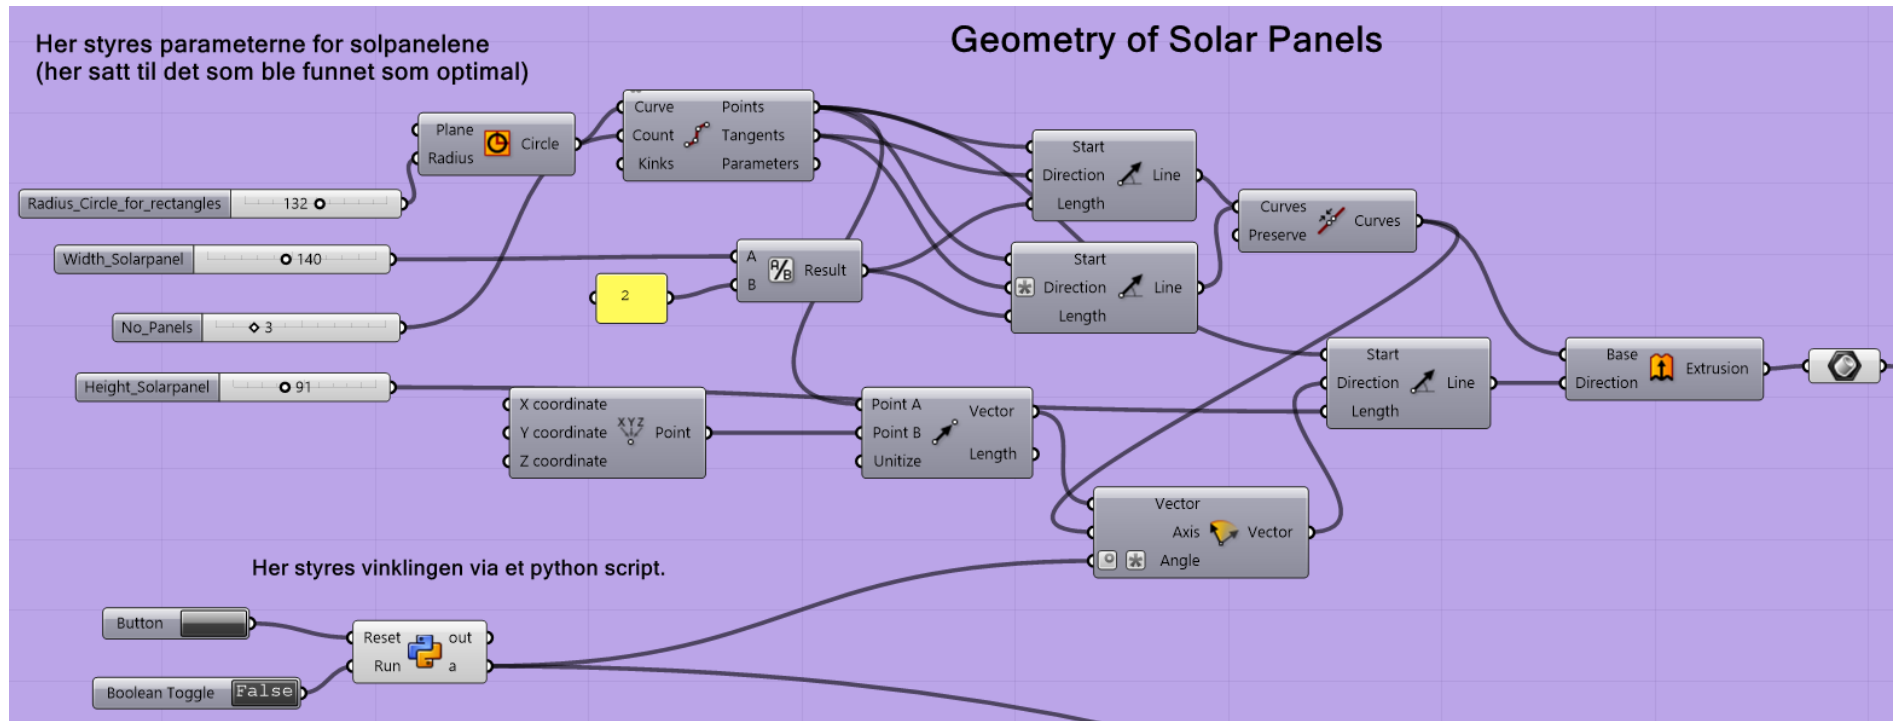 Geometry of Solar Panels
Her styres parameterne for solpanelene
(her satt til det som ble funnet som optimal)
Plane
Radius
Circle
Curve Points
Count Tangents
Kinks Parameters
Start
Direction Line
Length
Radius_Circle_for_rectangles 132
Curves Curves
Preserve
Width_Solarpanel 140
A
B
A/B
Result
2
Start
Direction Line
Length
No_Panels 3
Start
Direction Line
Length
Base
Direction
Extrusion
Height_Solarpanel 91
X coordinate
Y coordinate
Z coordinate
XYZ
Point
Point A
Point B
Unitize
Vector
Length
Vector
Axis
Angle
Vector
Her styres vinklingen via et python script.
Button
Reset out
Run a
Boolean Toggle False